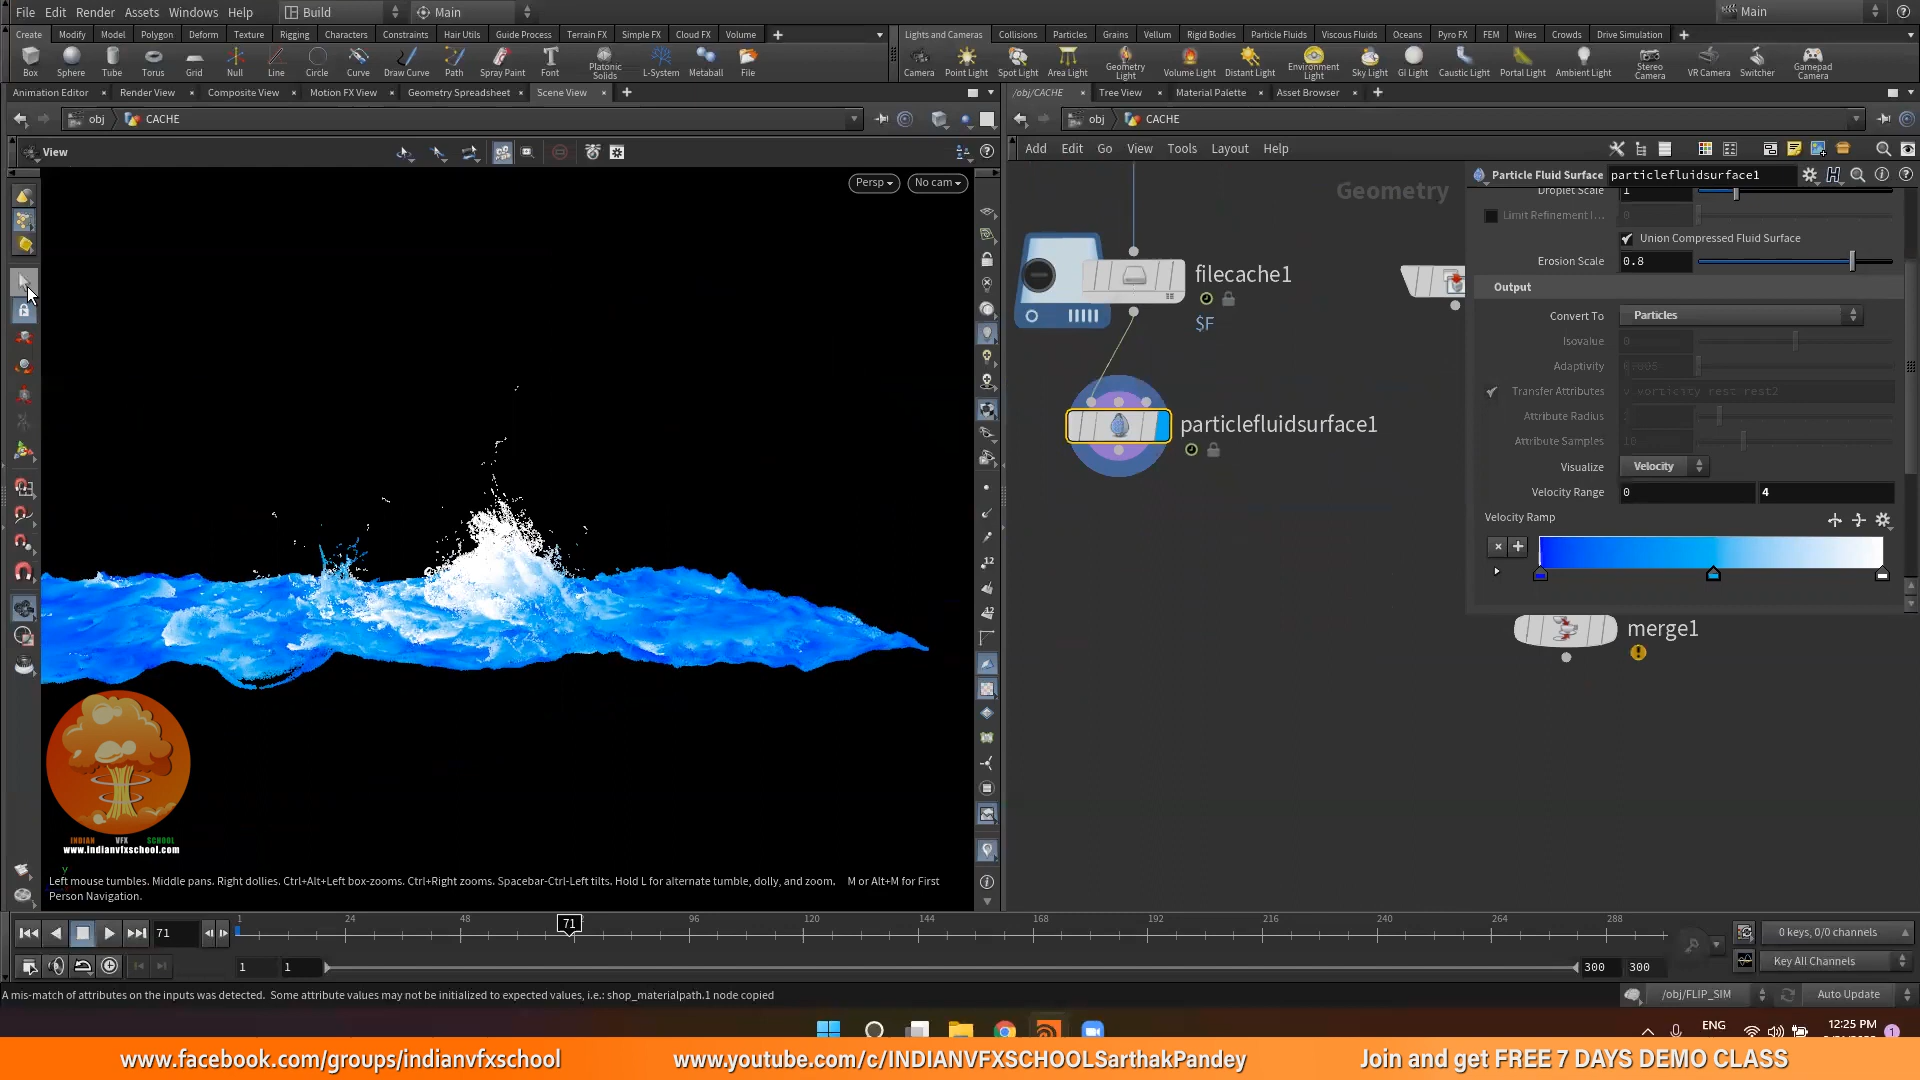 File Edit Render Assets Windows Help Build Main Main
Create Modify Model Polygon Deform Texture Rigging Characters Constraints Hair Utils Guide Process Terrain FX Simple FX Cloud FX Volume
Lights and Cameras Collisions Particles Grains Vellum Rigid Bodies Particle Fluids Viscous Fluids Oceans Pyro FX FEM Wires Crowds Drive Simulation
Box Sphere Tube Torus Grid Null Line Circle Curve Draw Curve Path Spray Paint Font Platonic Solids L-System Metaball File
Camera Point Light Spot Light Area Light Geometry Light Volume Light Distant Light Environment Light Sky Light GI Light Caustic Light Portal Light Ambient Light Stereo Camera VR Camera Switcher Gamepad Camera
Animation Editor Render View Composite View Motion FX View Geometry Spreadsheet Scene View
/obj/CACHE Tree View Material Palette Asset Browser
obj CACHE
obj CACHE
View
Add Edit Go View Tools Layout Help
Persp No cam
Geometry
Particle Fluid Surface particlefluidsurface1
Droplet Scale 1
Limit Refinement I... 0
Union Compressed Fluid Surface
Erosion Scale 0.8
Output
Convert To Particles
Isovalue 0
Adaptivity
Transfer Attributes v vorticity rest rest2
Attribute Radius
Attribute Samples 10
Visualize Velocity
Velocity Range 0 4
Velocity Ramp
filecache1
$F
particlefluidsurface1
merge1
INDIAN VFX SCHOOL
www.indianvfxschool.com
y
Left mouse tumbles. Middle pans. Right dollies. Ctrl+Alt+Left box-zooms. Ctrl+Right zooms. Spacebar-Ctrl-Left tilts. Hold L for alternate tumble, dolly, and zoom. M or Alt+M for First
Person Navigation.
71 1 24 48 71 96 120 144 168 192 216 240 264 288
0 keys, 0/0 channels
1 1 300 300
Key All Channels
A mis-match of attributes on the inputs was detected. Some attribute values may not be initialized to expected values, i.e.: shop_materialpath.1 node copied
/obj/FLIP_SIM Auto Update
ENG 12:25 PM 1
www.facebook.com/groups/indianvfxschool www.youtube.com/c/INDIANVFXSCHOOLSarthakPandey Join and get FREE 7 DAYS DEMO CLASS